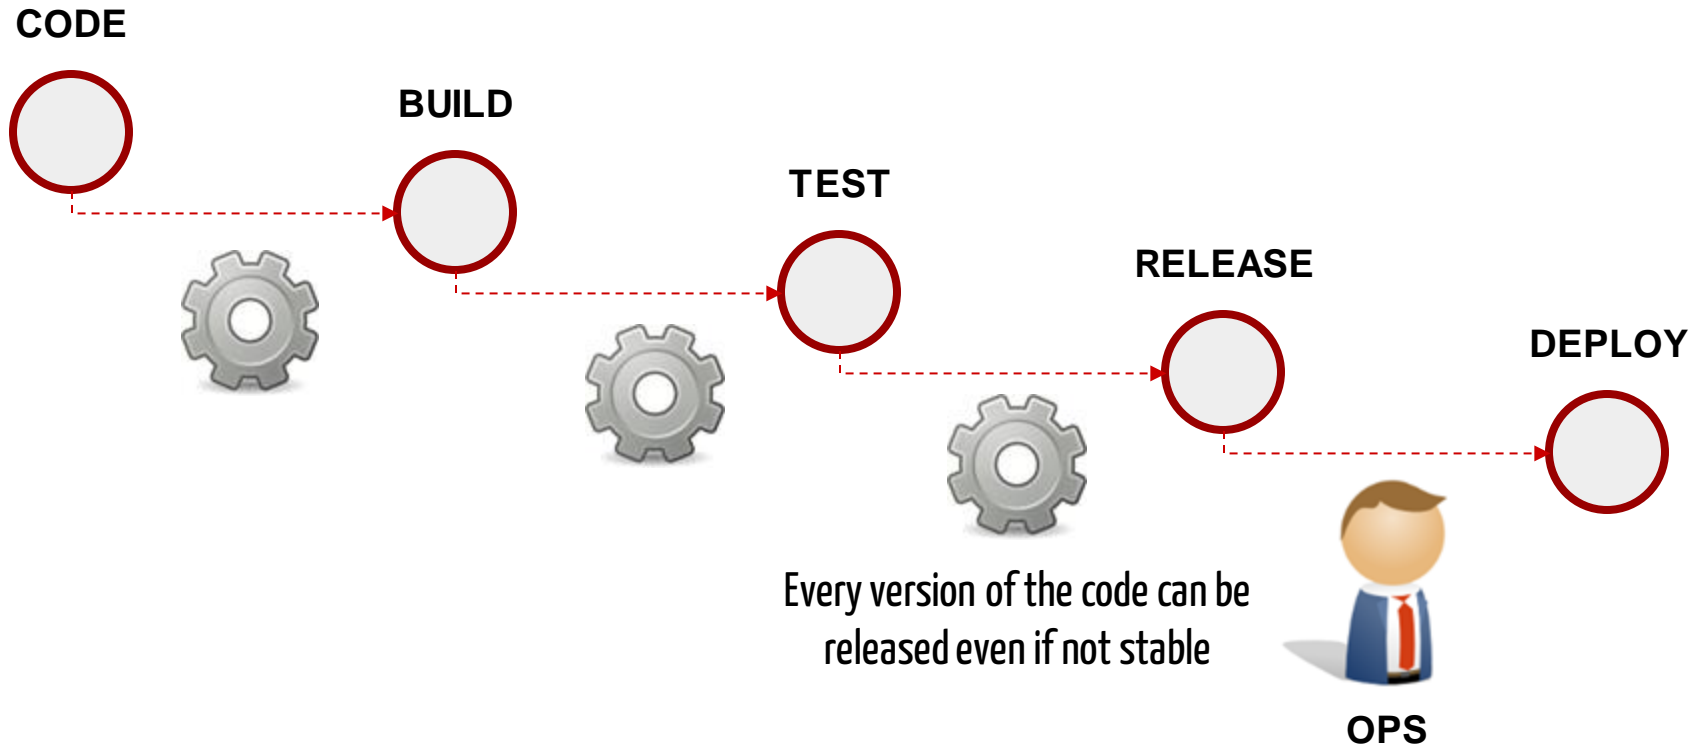 CODE
BUILD
TEST
RELEASE
DEPLOY
Every version of the code can be
released even if not stable
OPS